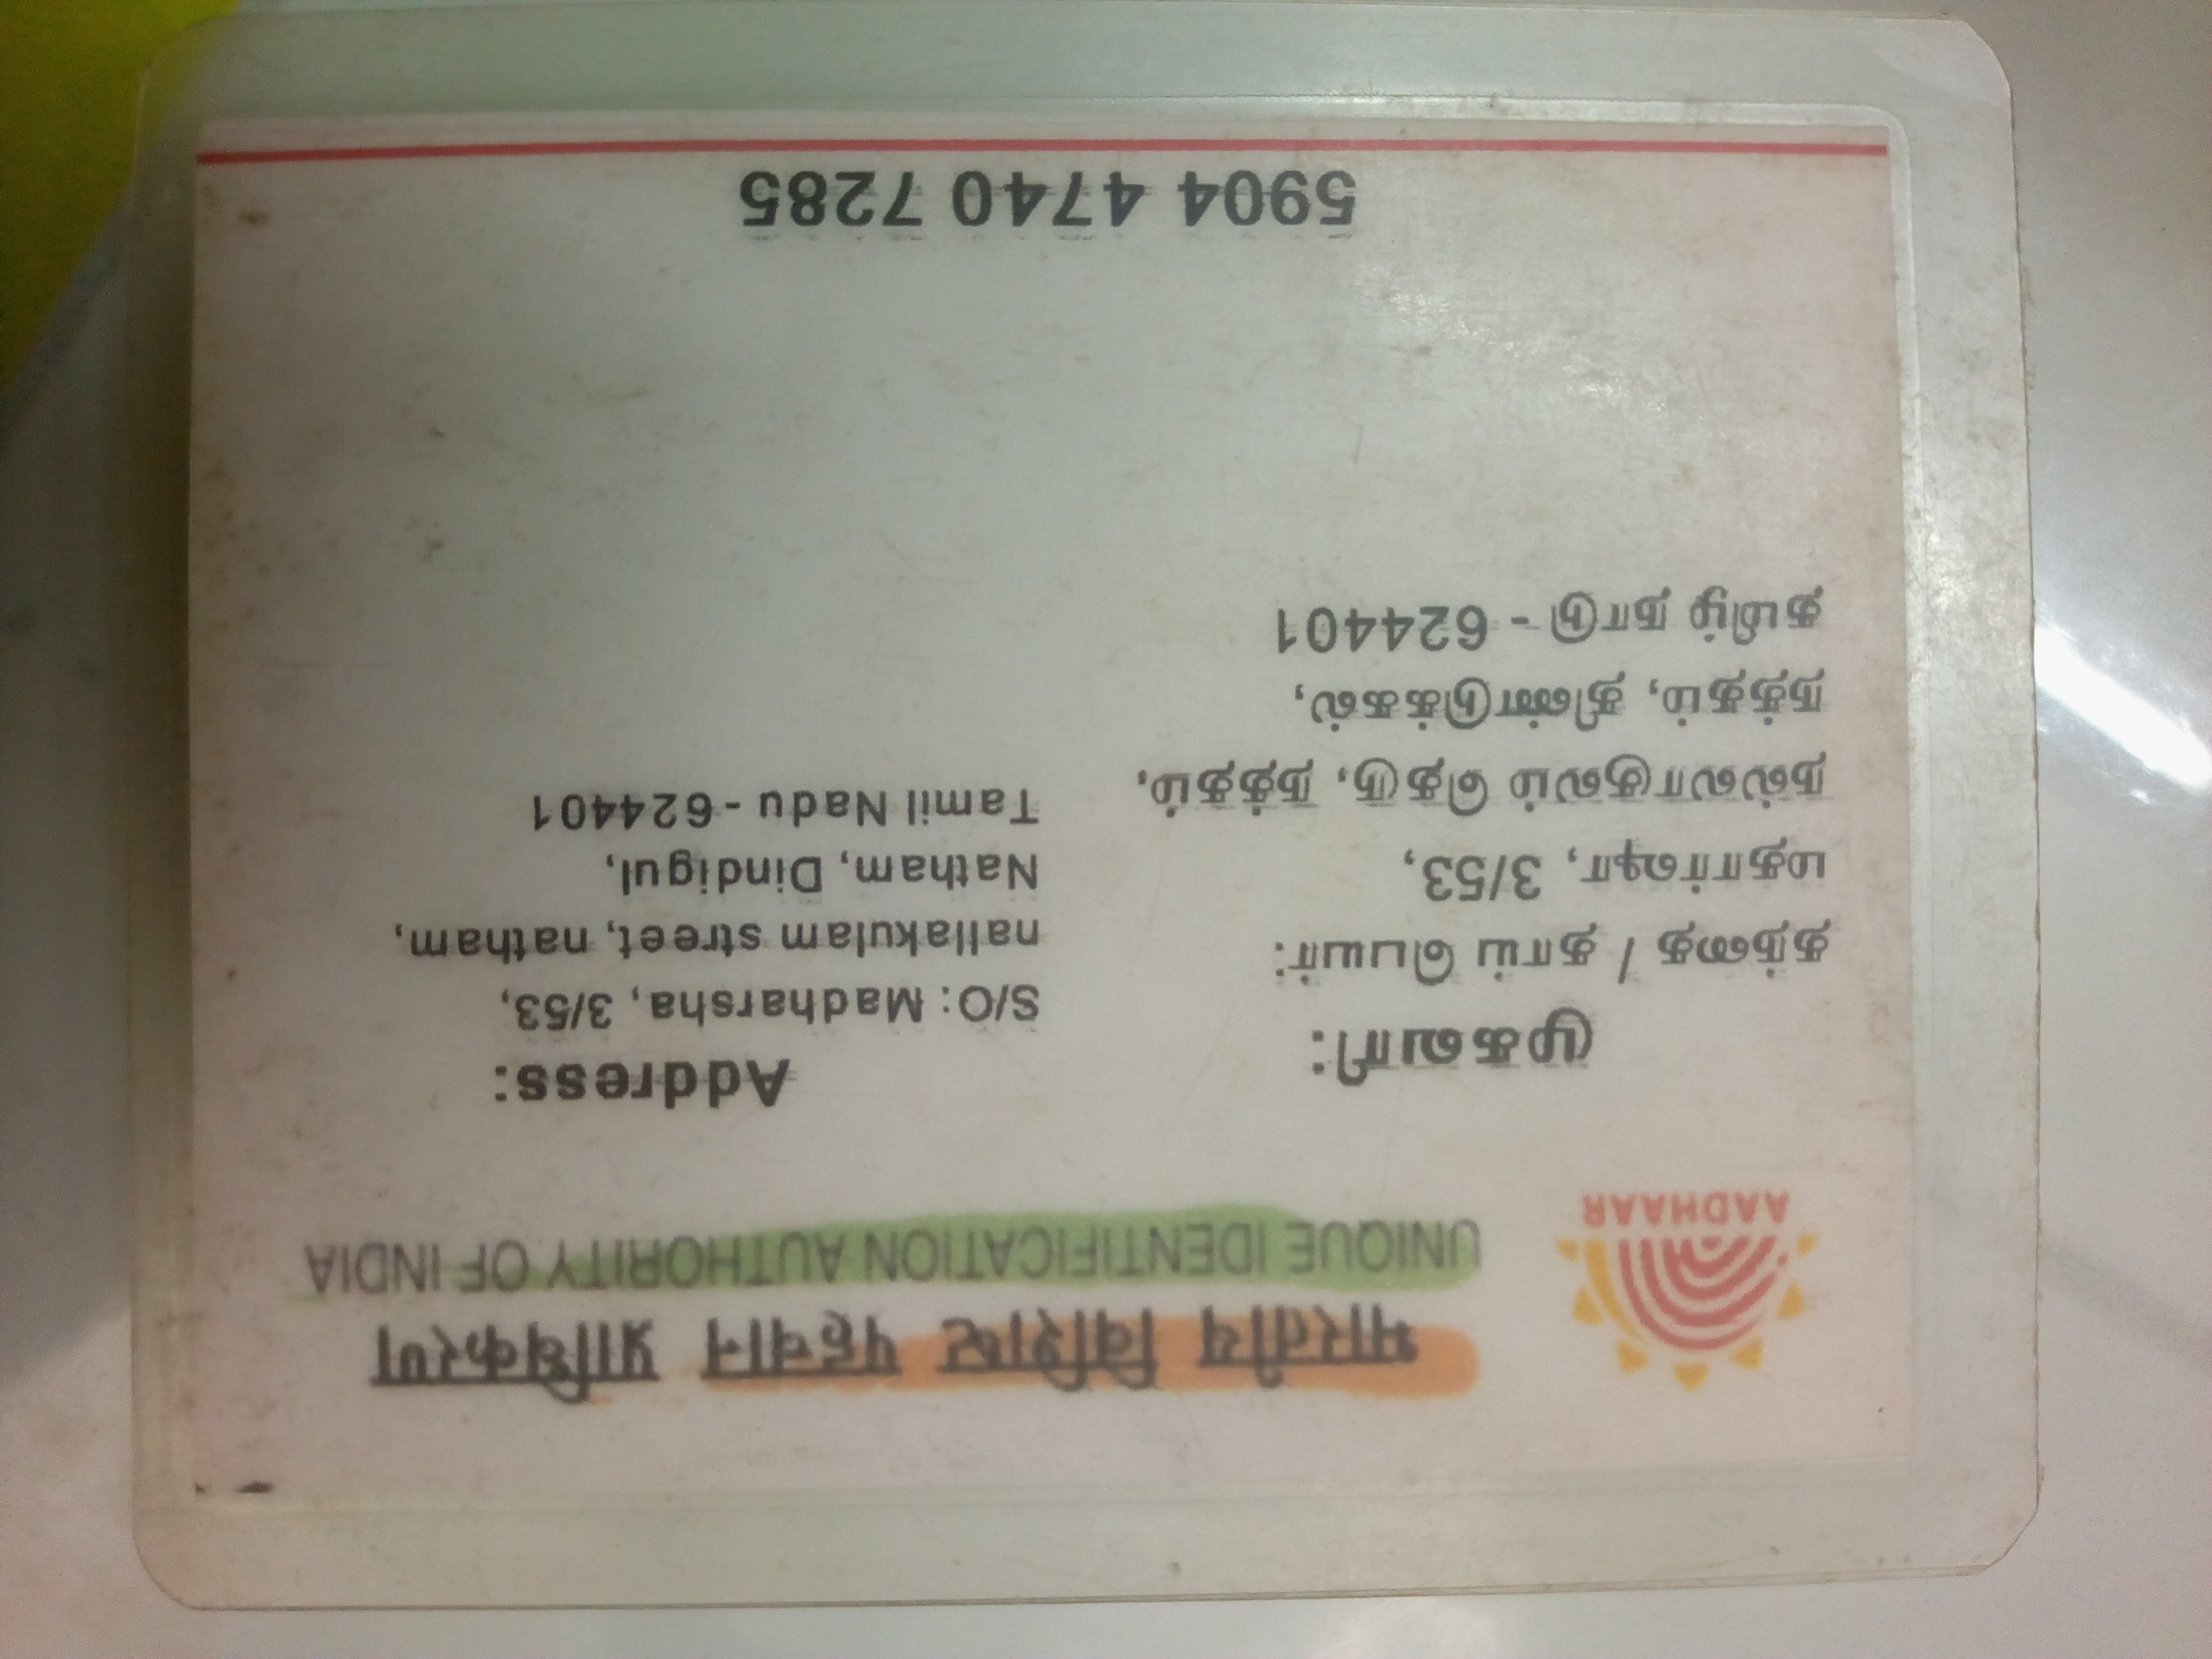 भारतीय विशिष्ट पहचान प्राधिकरण
UNIQUE IDENTIFICATION AUTHORITY OF INDIA
AADHAAR
முகவரி:
தந்தை / தாய் பெயர்:
மதார்ஷா, 3/53,
நல்லாகுலம் தெரு, நத்தம்,
நத்தம், திண்டுக்கல்,
தமிழ் நாடு - 624401
Address:
S/O: Madharsha, 3/53,
nallakulam street, natham,
Natham, Dindigul,
Tamil Nadu - 624401
5904 4740 7285